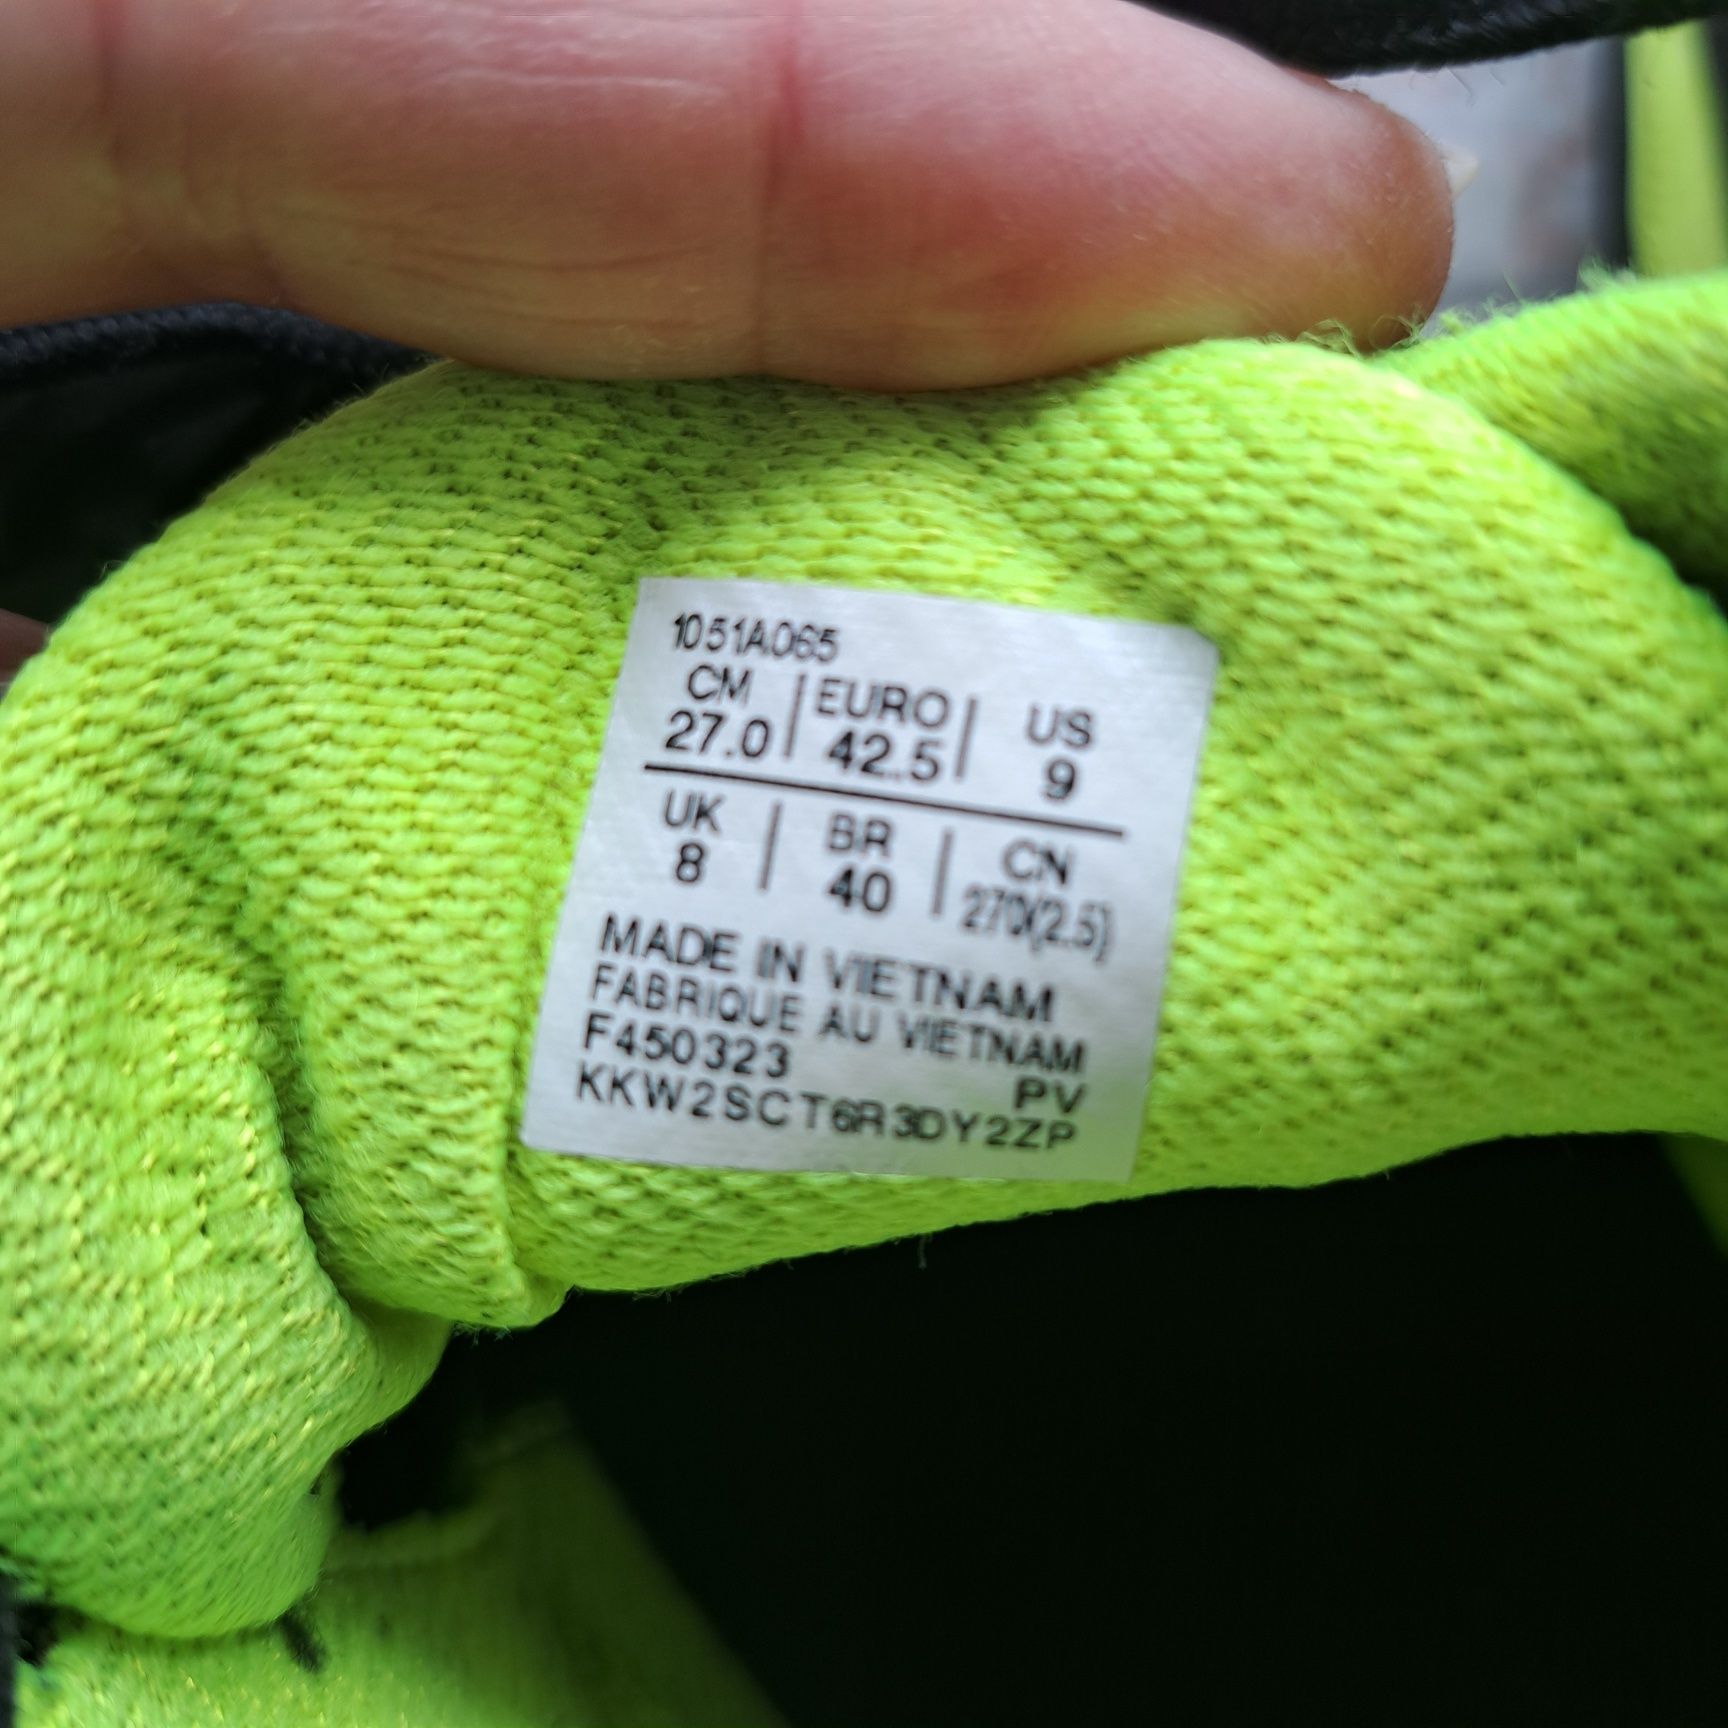 1051A065
CM | EURO | US
27.0 | 42.5 | 9
UK | BR | CN
8 | 40 | 270(2.5)
MADE IN VIETNAM
FABRIQUE AU VIETNAM
F450323 PV
KKW2SCT6R3DY2ZP